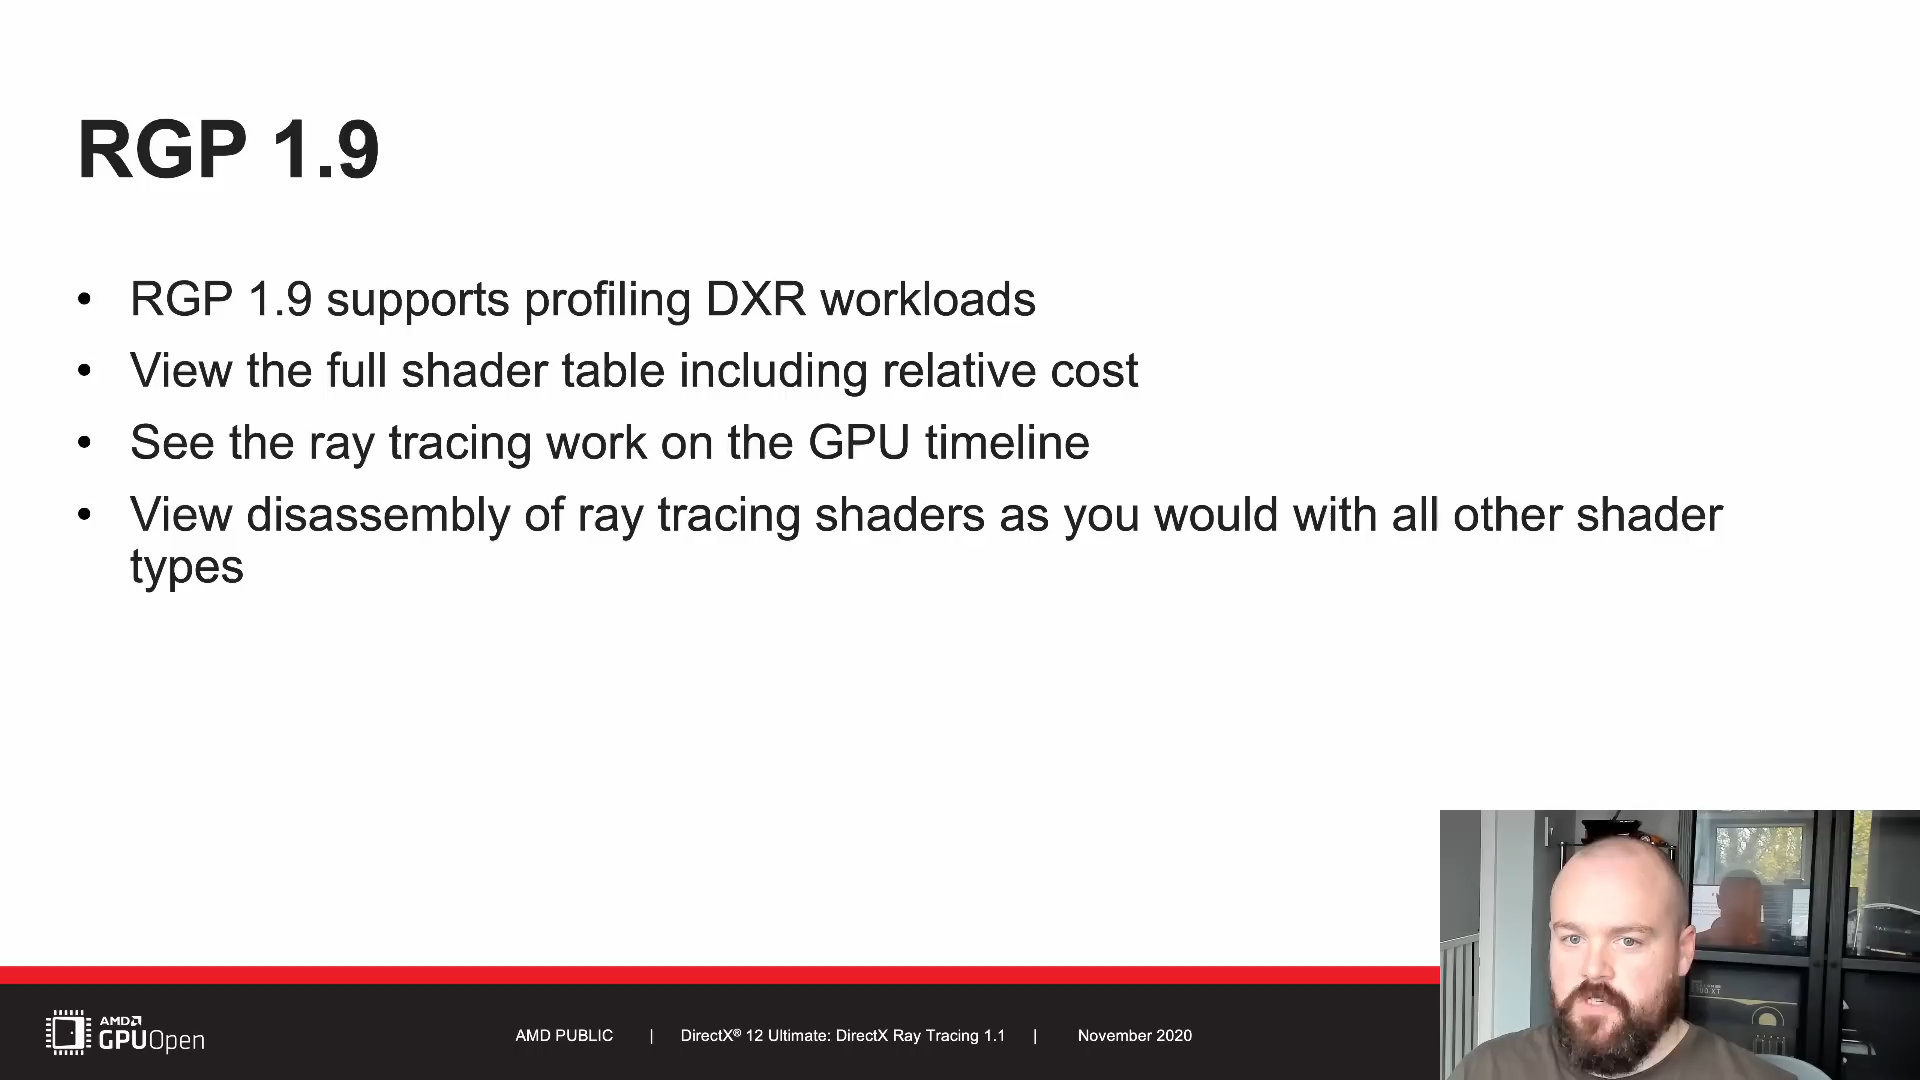 RGP 1.9
• RGP 1.9 supports profiling DXR workloads
• View the full shader table including relative cost
• See the ray tracing work on the GPU timeline
• View disassembly of ray tracing shaders as you would with all other shader
types
AMD
GPUOpen
AMD PUBLIC | DirectX® 12 Ultimate: DirectX Ray Tracing 1.1 | November 2020